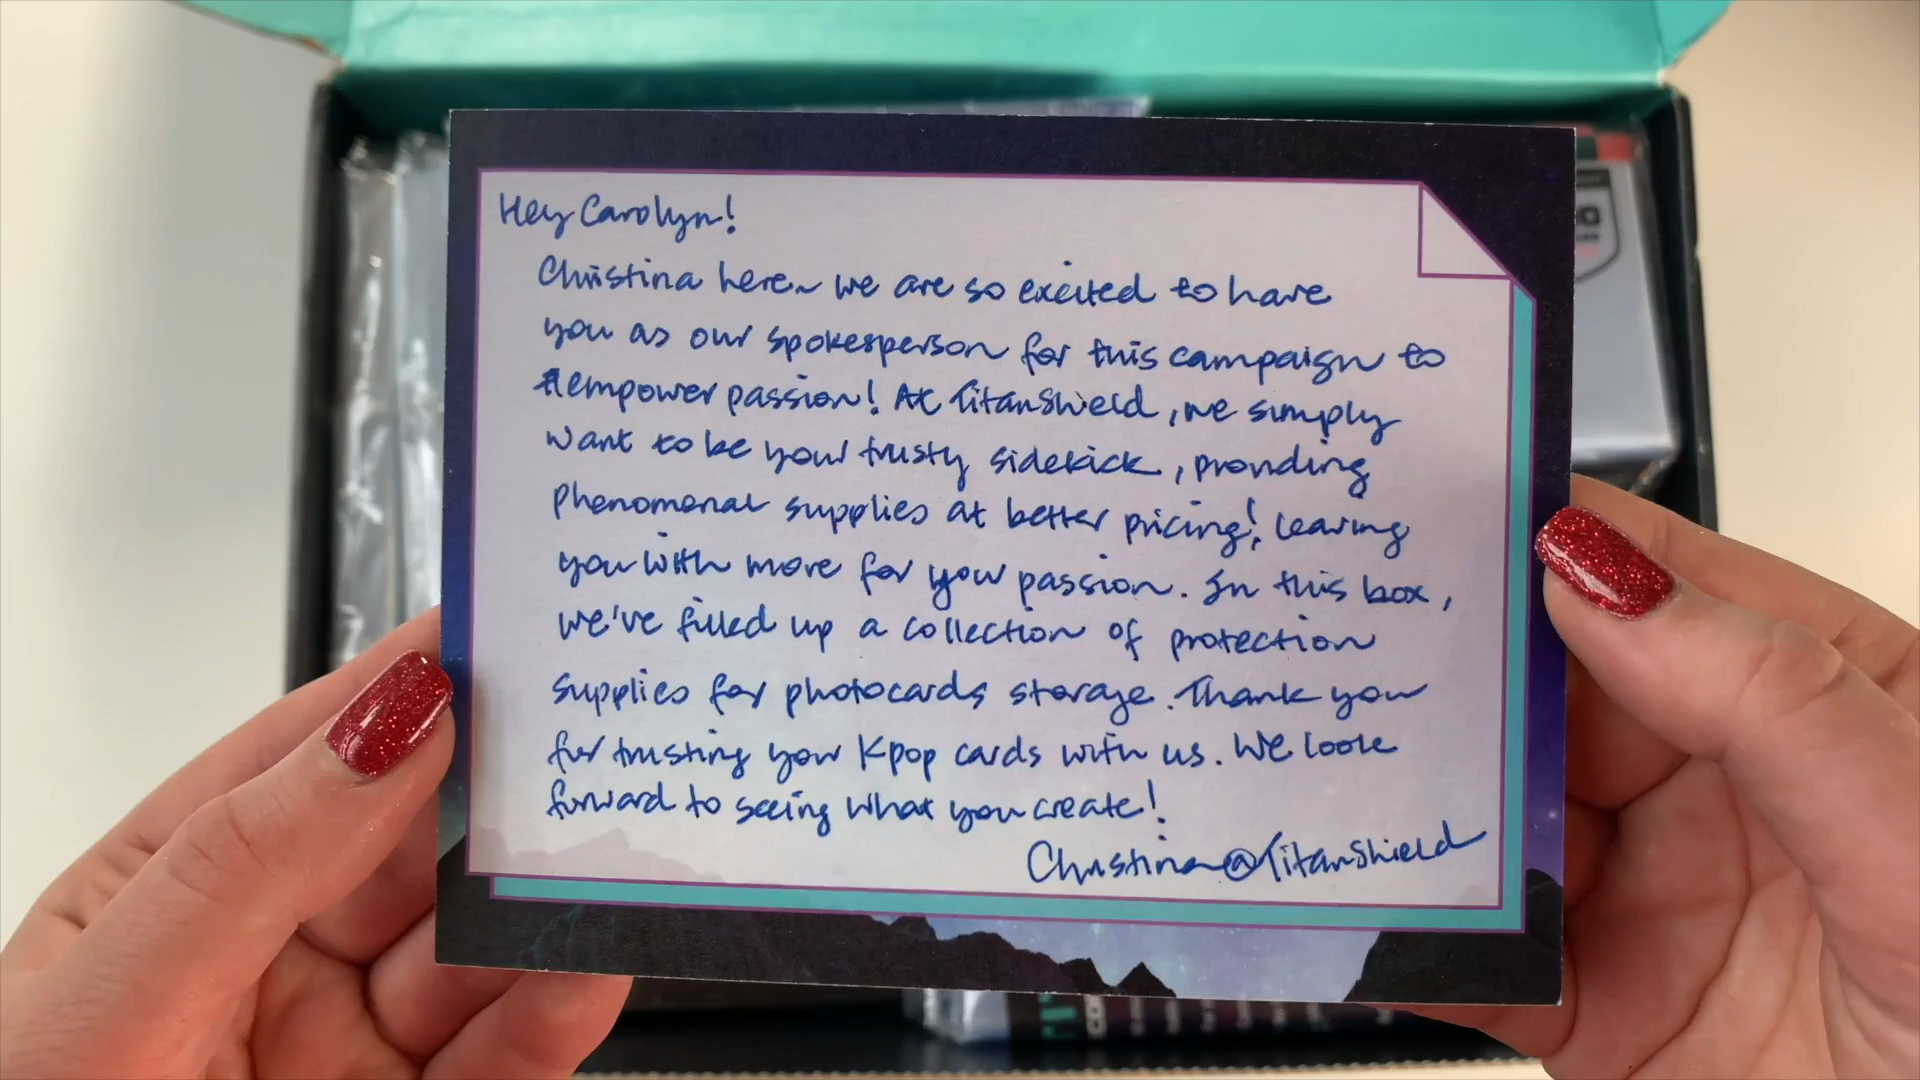 Hey Carolyn!
Christina here~ we are so excited to have
you as our spokesperson for this campaign to
#empower passion! At TitanShield, we simply
want to be your trusty sidekick, providing
phenomenal supplies at better pricing! leaving
you with more for your passion. In this box,
we've filled up a collection of protection
supplies for photocards storage. Thank you
for trusting your Kpop cards with us. We look
forward to seeing what you create!
Christina@TitanShield